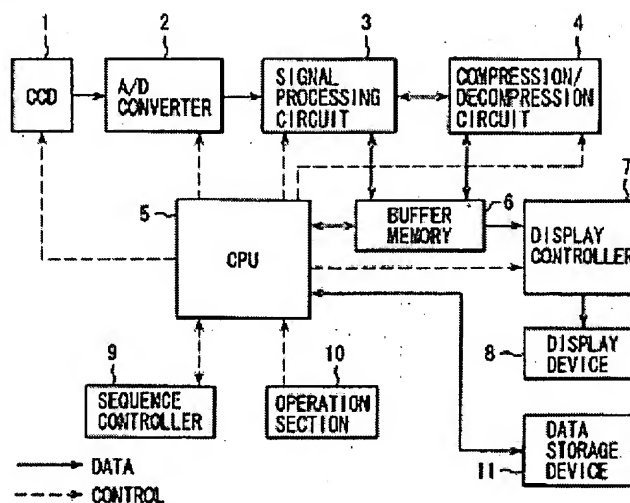 1
2
3
4
CCD
A/D
CONVERTER
SIGNAL
PROCESSING
CIRCUIT
COMPRESSION/
DECOMPRESSION
CIRCUIT
5
6
7
CPU
BUFFER
MEMORY
DISPLAY
CONTROLLER
8
DISPLAY
DEVICE
9
10
SEQUENCE
CONTROLLER
OPERATION
SECTION
11
DATA
STORAGE
DEVICE
DATA
CONTROL